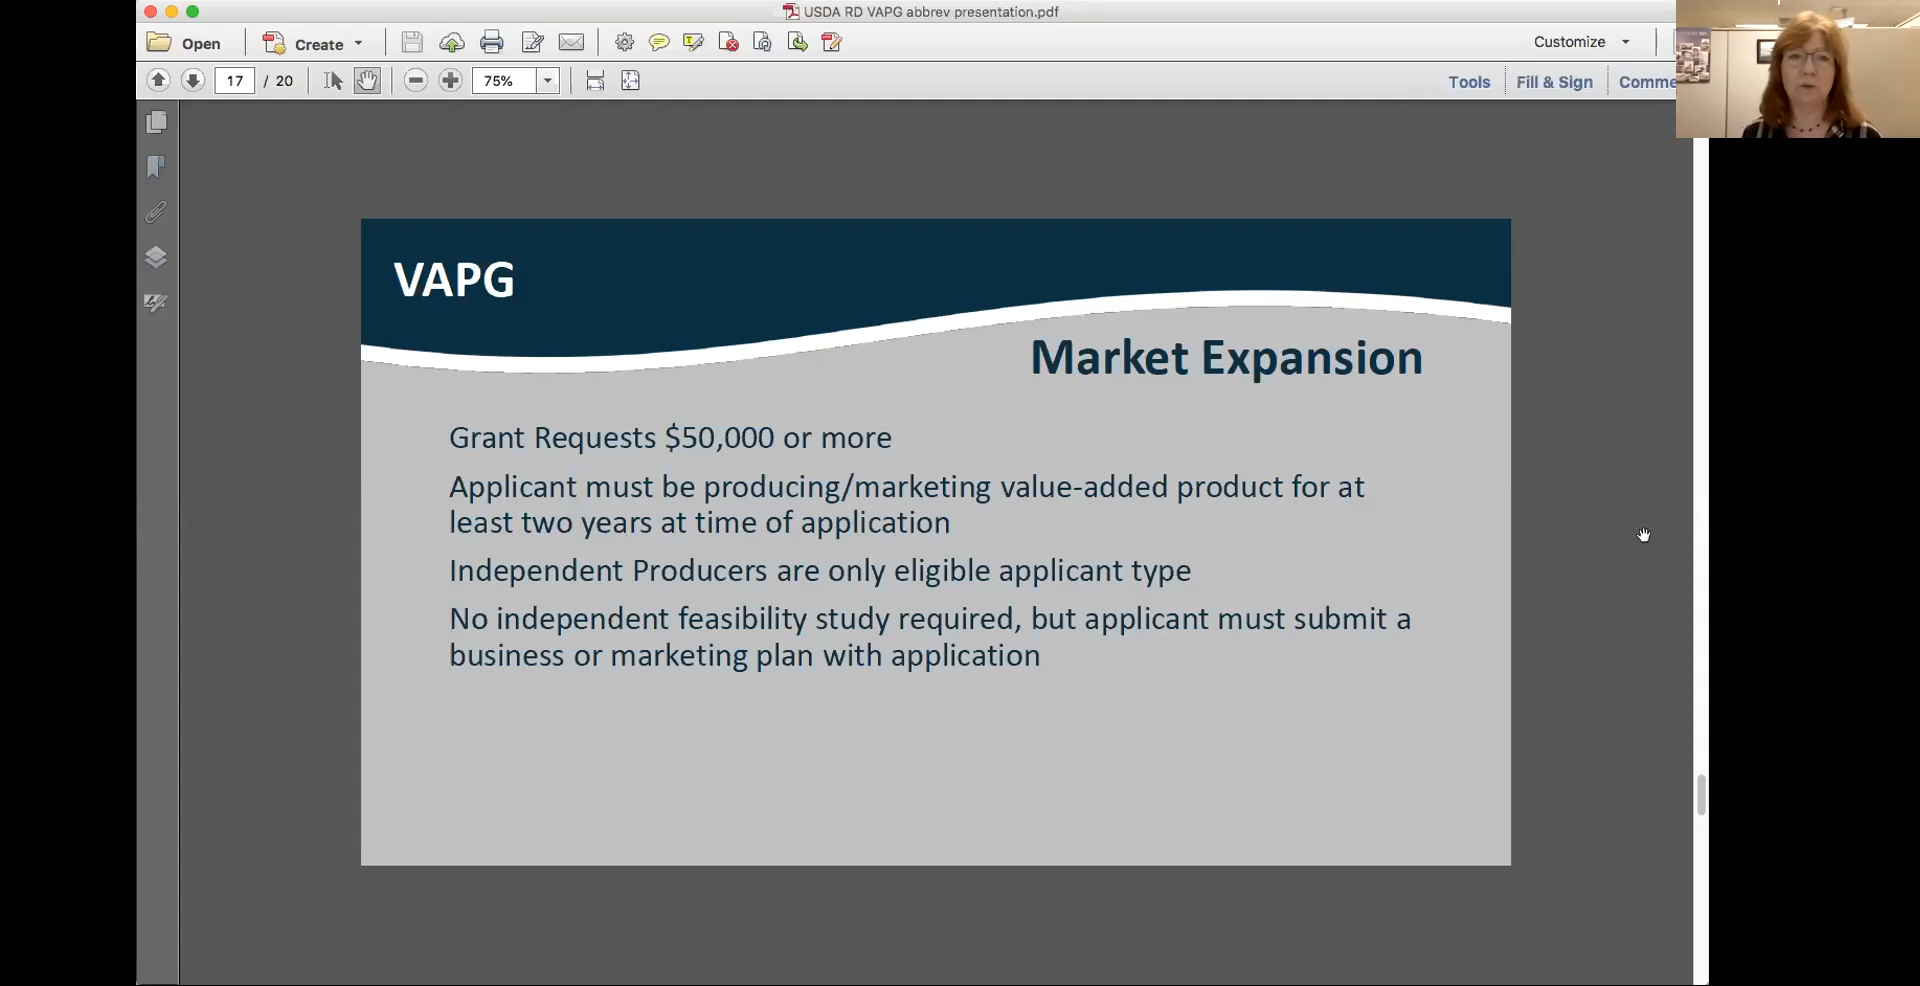 USDA RD VAPG abbrev presentation.pdf
Open
Create
Customize
17 / 20
75%
Tools
Fill & Sign
Comme
VAPG
Market Expansion
Grant Requests $50,000 or more
Applicant must be producing/marketing value-added product for at
least two years at time of application
Independent Producers are only eligible applicant type
No independent feasibility study required, but applicant must submit a
business or marketing plan with application